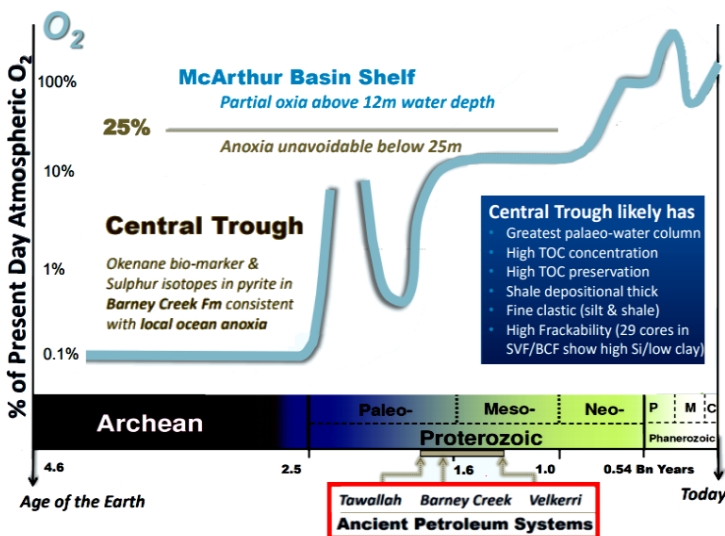 O2
% of Present Day Atmospheric O2
100%
10%
1%
0.1%
McArthur Basin Shelf
Partial oxia above 12m water depth
25%
Anoxia unavoidable below 25m
Central Trough
Okenane bio-marker &
Sulphur isotopes in pyrite in
Barney Creek Fm consistent
with local ocean anoxia
Central Trough likely has
• Greatest palaeo-water column
• High TOC concentration
• High TOC preservation
• Shale depositional thick
• Fine clastic (silt & shale)
• High Frackability (29 cores in
SVF/BCF show high Si/low clay)
Archean
Paleo-
Meso-
Neo-
P
M
C
Proterozoic
Phanerozoic
4.6
2.5
1.6
1.0
0.54 Bn Years
Age of the Earth
Today
Tawallah Barney Creek Velkerri
Ancient Petroleum Systems